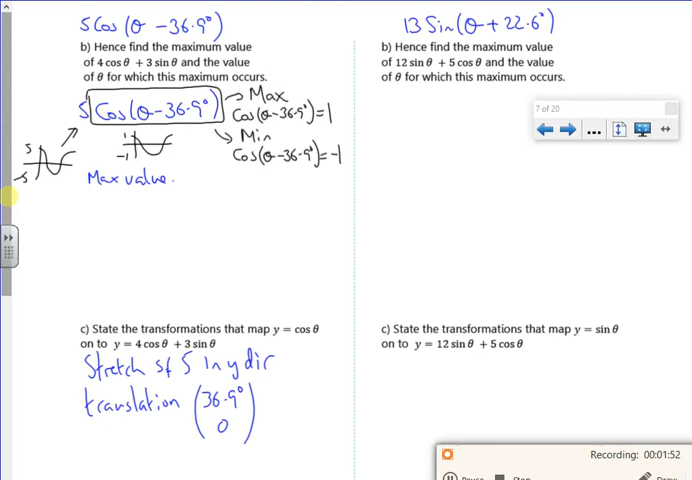 5 Cos (θ - 36.9°)
b) Hence find the maximum value
of 4 cos θ + 3 sin θ and the value
of θ for which this maximum occurs.
5 Cos(θ - 36.9°)
→ Max
Cos(θ-36.9°) = 1
→ Min
Cos(θ-36.9°) = -1
5
-5
1
-1
Max value.
c) State the transformations that map y = cos θ
on to y = 4 cos θ + 3 sin θ
Stretch sf 5 in y dir
translation (36.9°
0)
13 Sin (θ + 22.6°)
b) Hence find the maximum value
of 12 sin θ + 5 cos θ and the value
of θ for which this maximum occurs.
7 of 20
...
c) State the transformations that map y = sin θ
on to y = 12 sin θ + 5 cos θ
Recording: 00:01:52
Pause
Stop
Draw